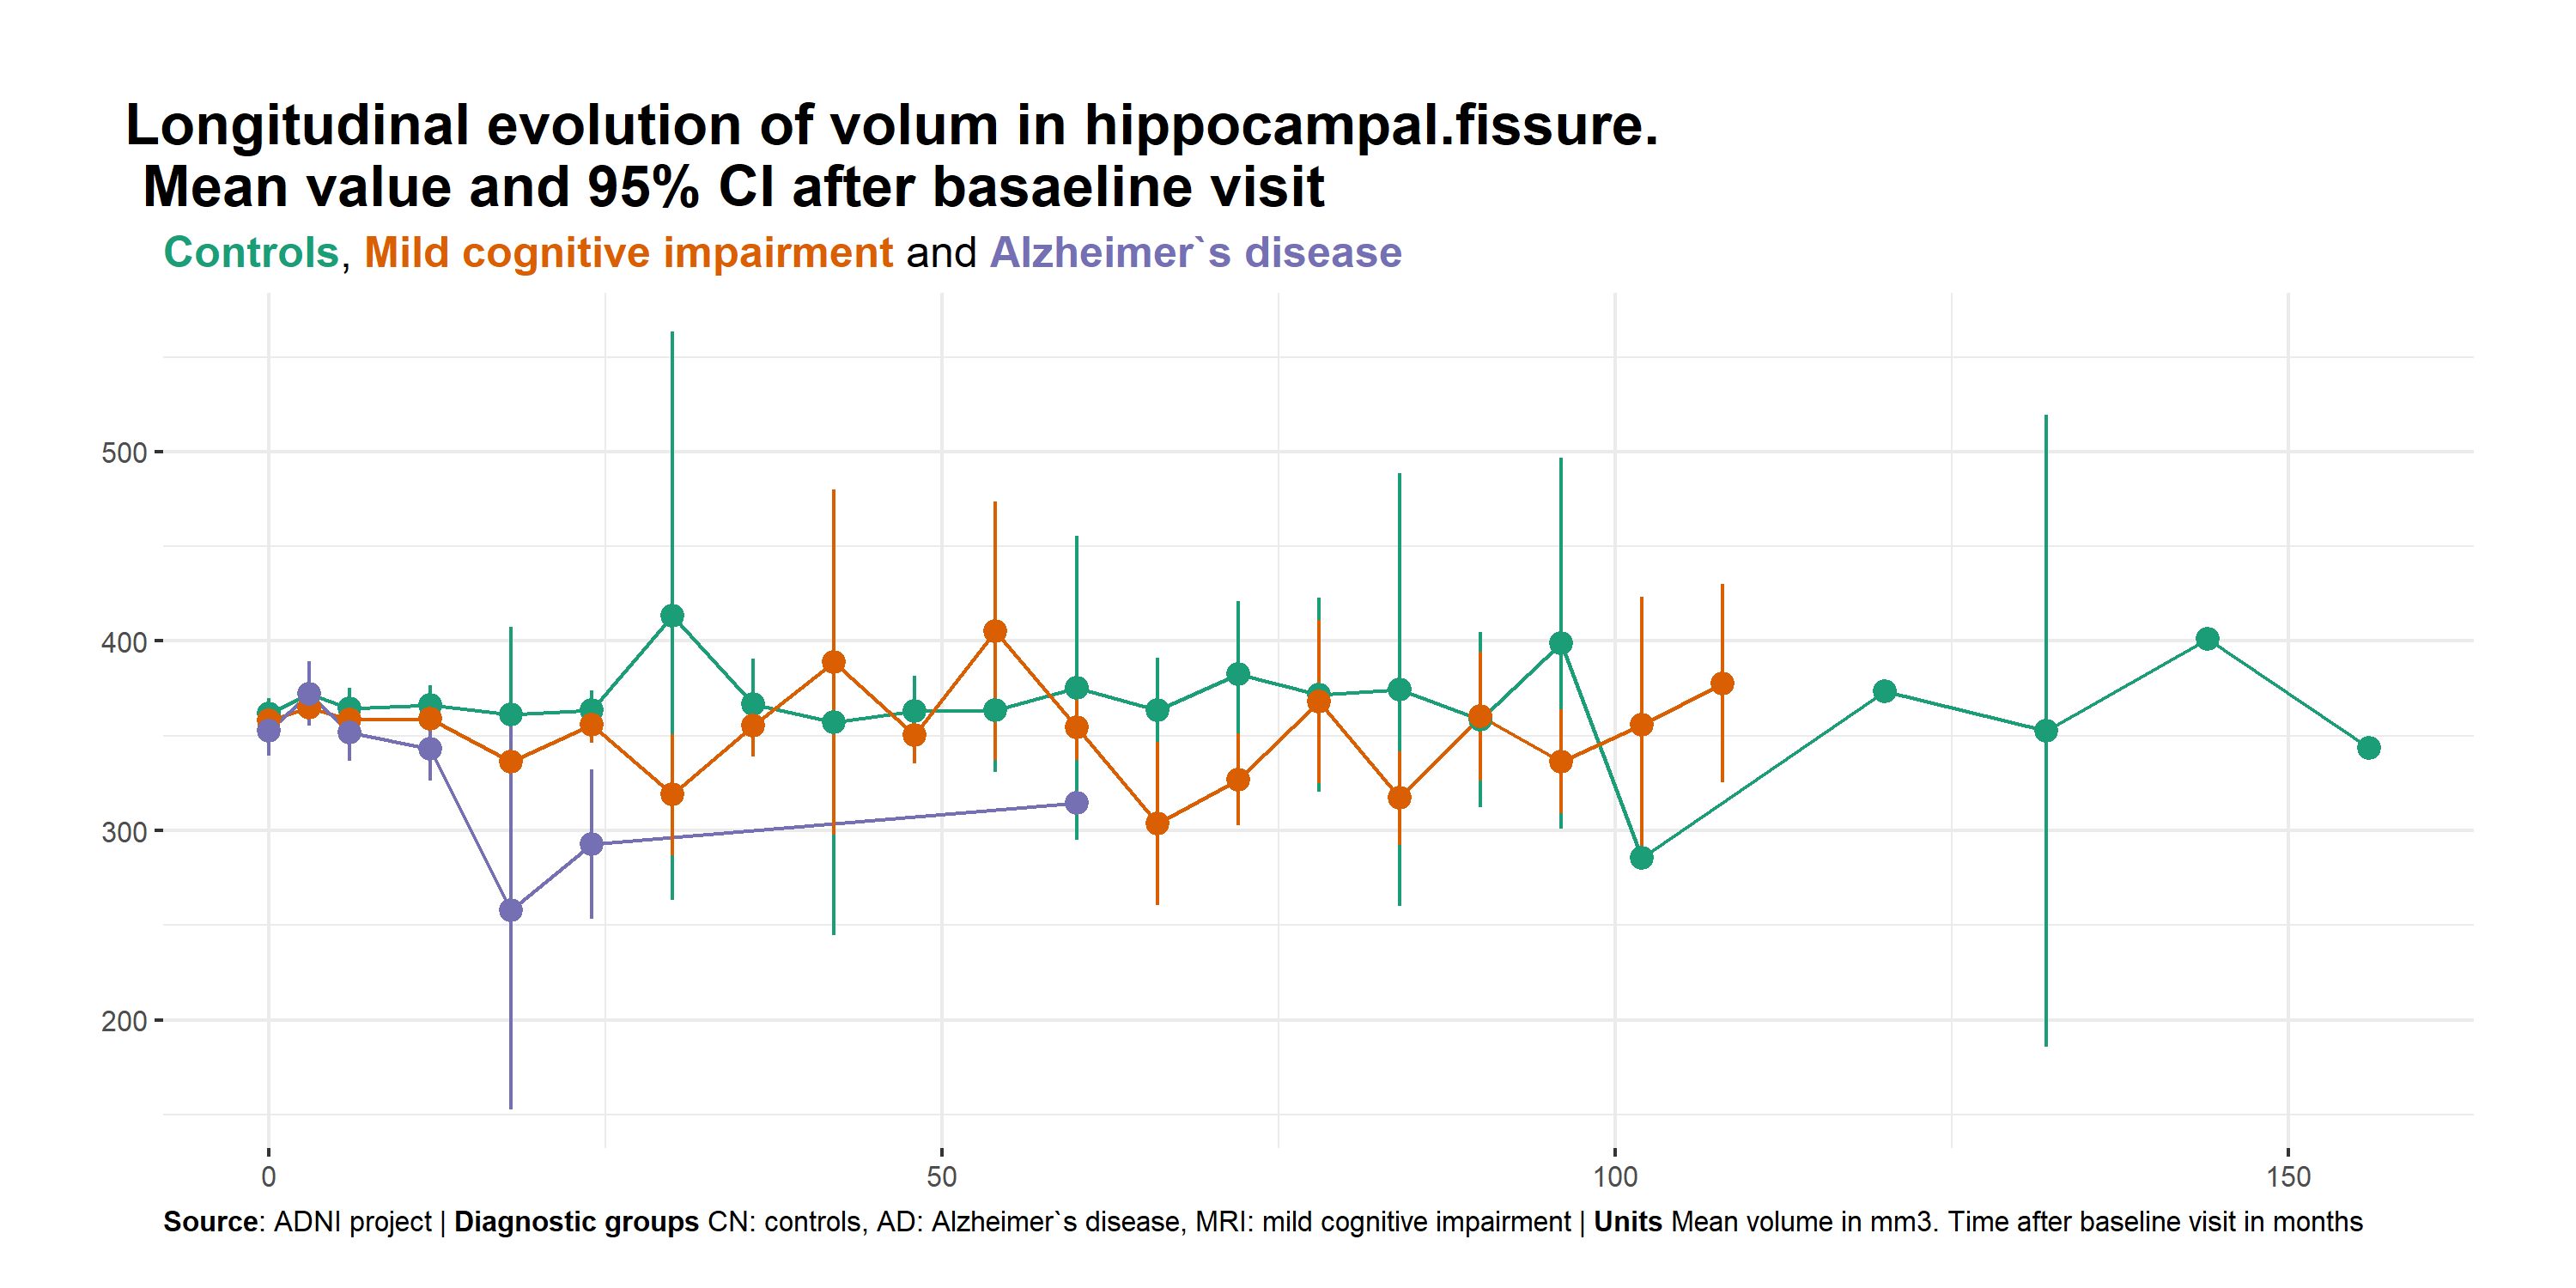 Longitudinal evolution of volum in hippocampal.fissure.
Mean value and 95% CI after basaeline visit
Controls, Mild cognitive impairment and Alzheimer`s disease
500
400
300
200
0 50 100 150
Source: ADNI project | Diagnostic groups CN: controls, AD: Alzheimer`s disease, MRI: mild cognitive impairment | Units Mean volume in mm3. Time after baseline visit in months